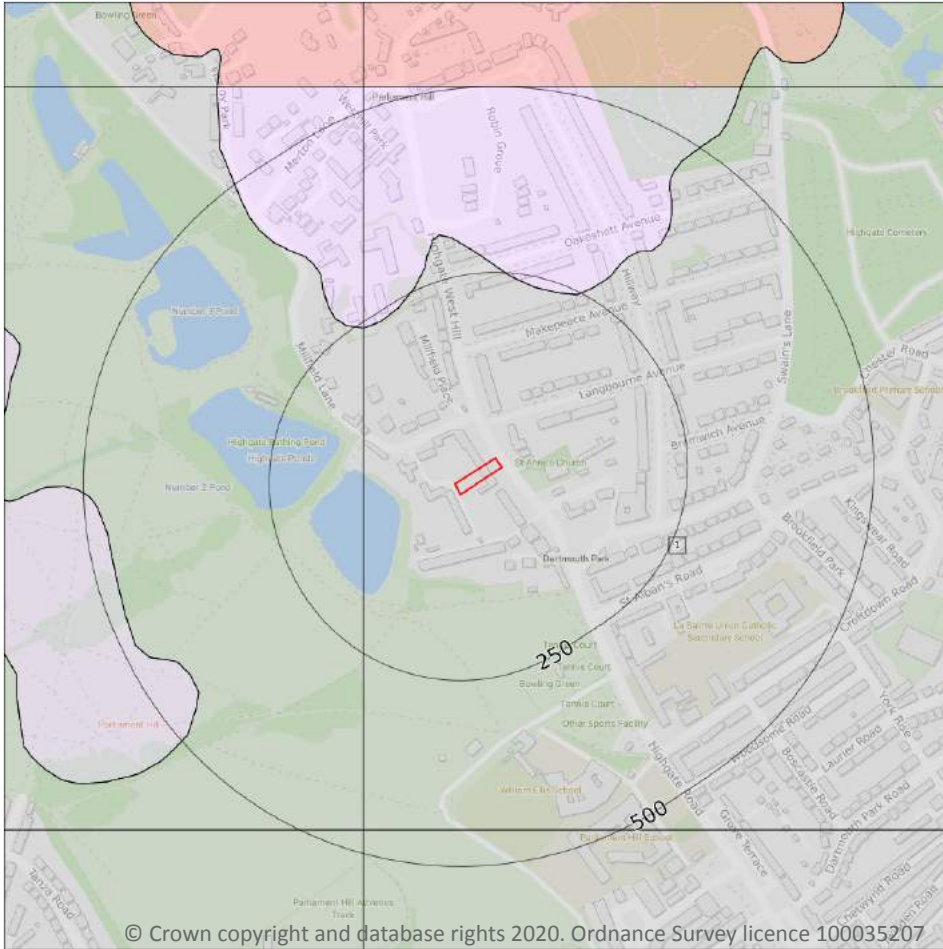 Bowling Green
Parliament Hill
Merton Lane
West Hill Park
Robin Grove
Oakeshott Avenue
Highgate Cemetery
Highgate West Hill
Hillway
Number 3 Pond
Makepeace Avenue
Swain's Lane
Millfield Lane
Millfield Place
Langbourne Avenue
Chester Road
Brookfield Primary School
Bromwich Avenue
Highgate Bathing Pond
Highgate Ponds
St Anne's Church
Number 2 Pond
Kingswear Road
Brookfield Park
1
Dartmouth Park
St Alban's Road
Croftdown Road
La Sainte Union Catholic
Secondary School
250
Tennis Court
Tennis Court
Bowling Green
Tennis Court
Other Sports Facility
Parliament Hill
York Rise
Woodsome Road
Laurier Road
Boscastle Road
Highgate Road
William Ellis School
500
Dartmouth Park Road
Parliament Hill School
Grove Terrace
Tanza Road
Chetwynd Road
Parliament Hill Athletics
Track
© Crown copyright and database rights 2020. Ordnance Survey licence 100035207